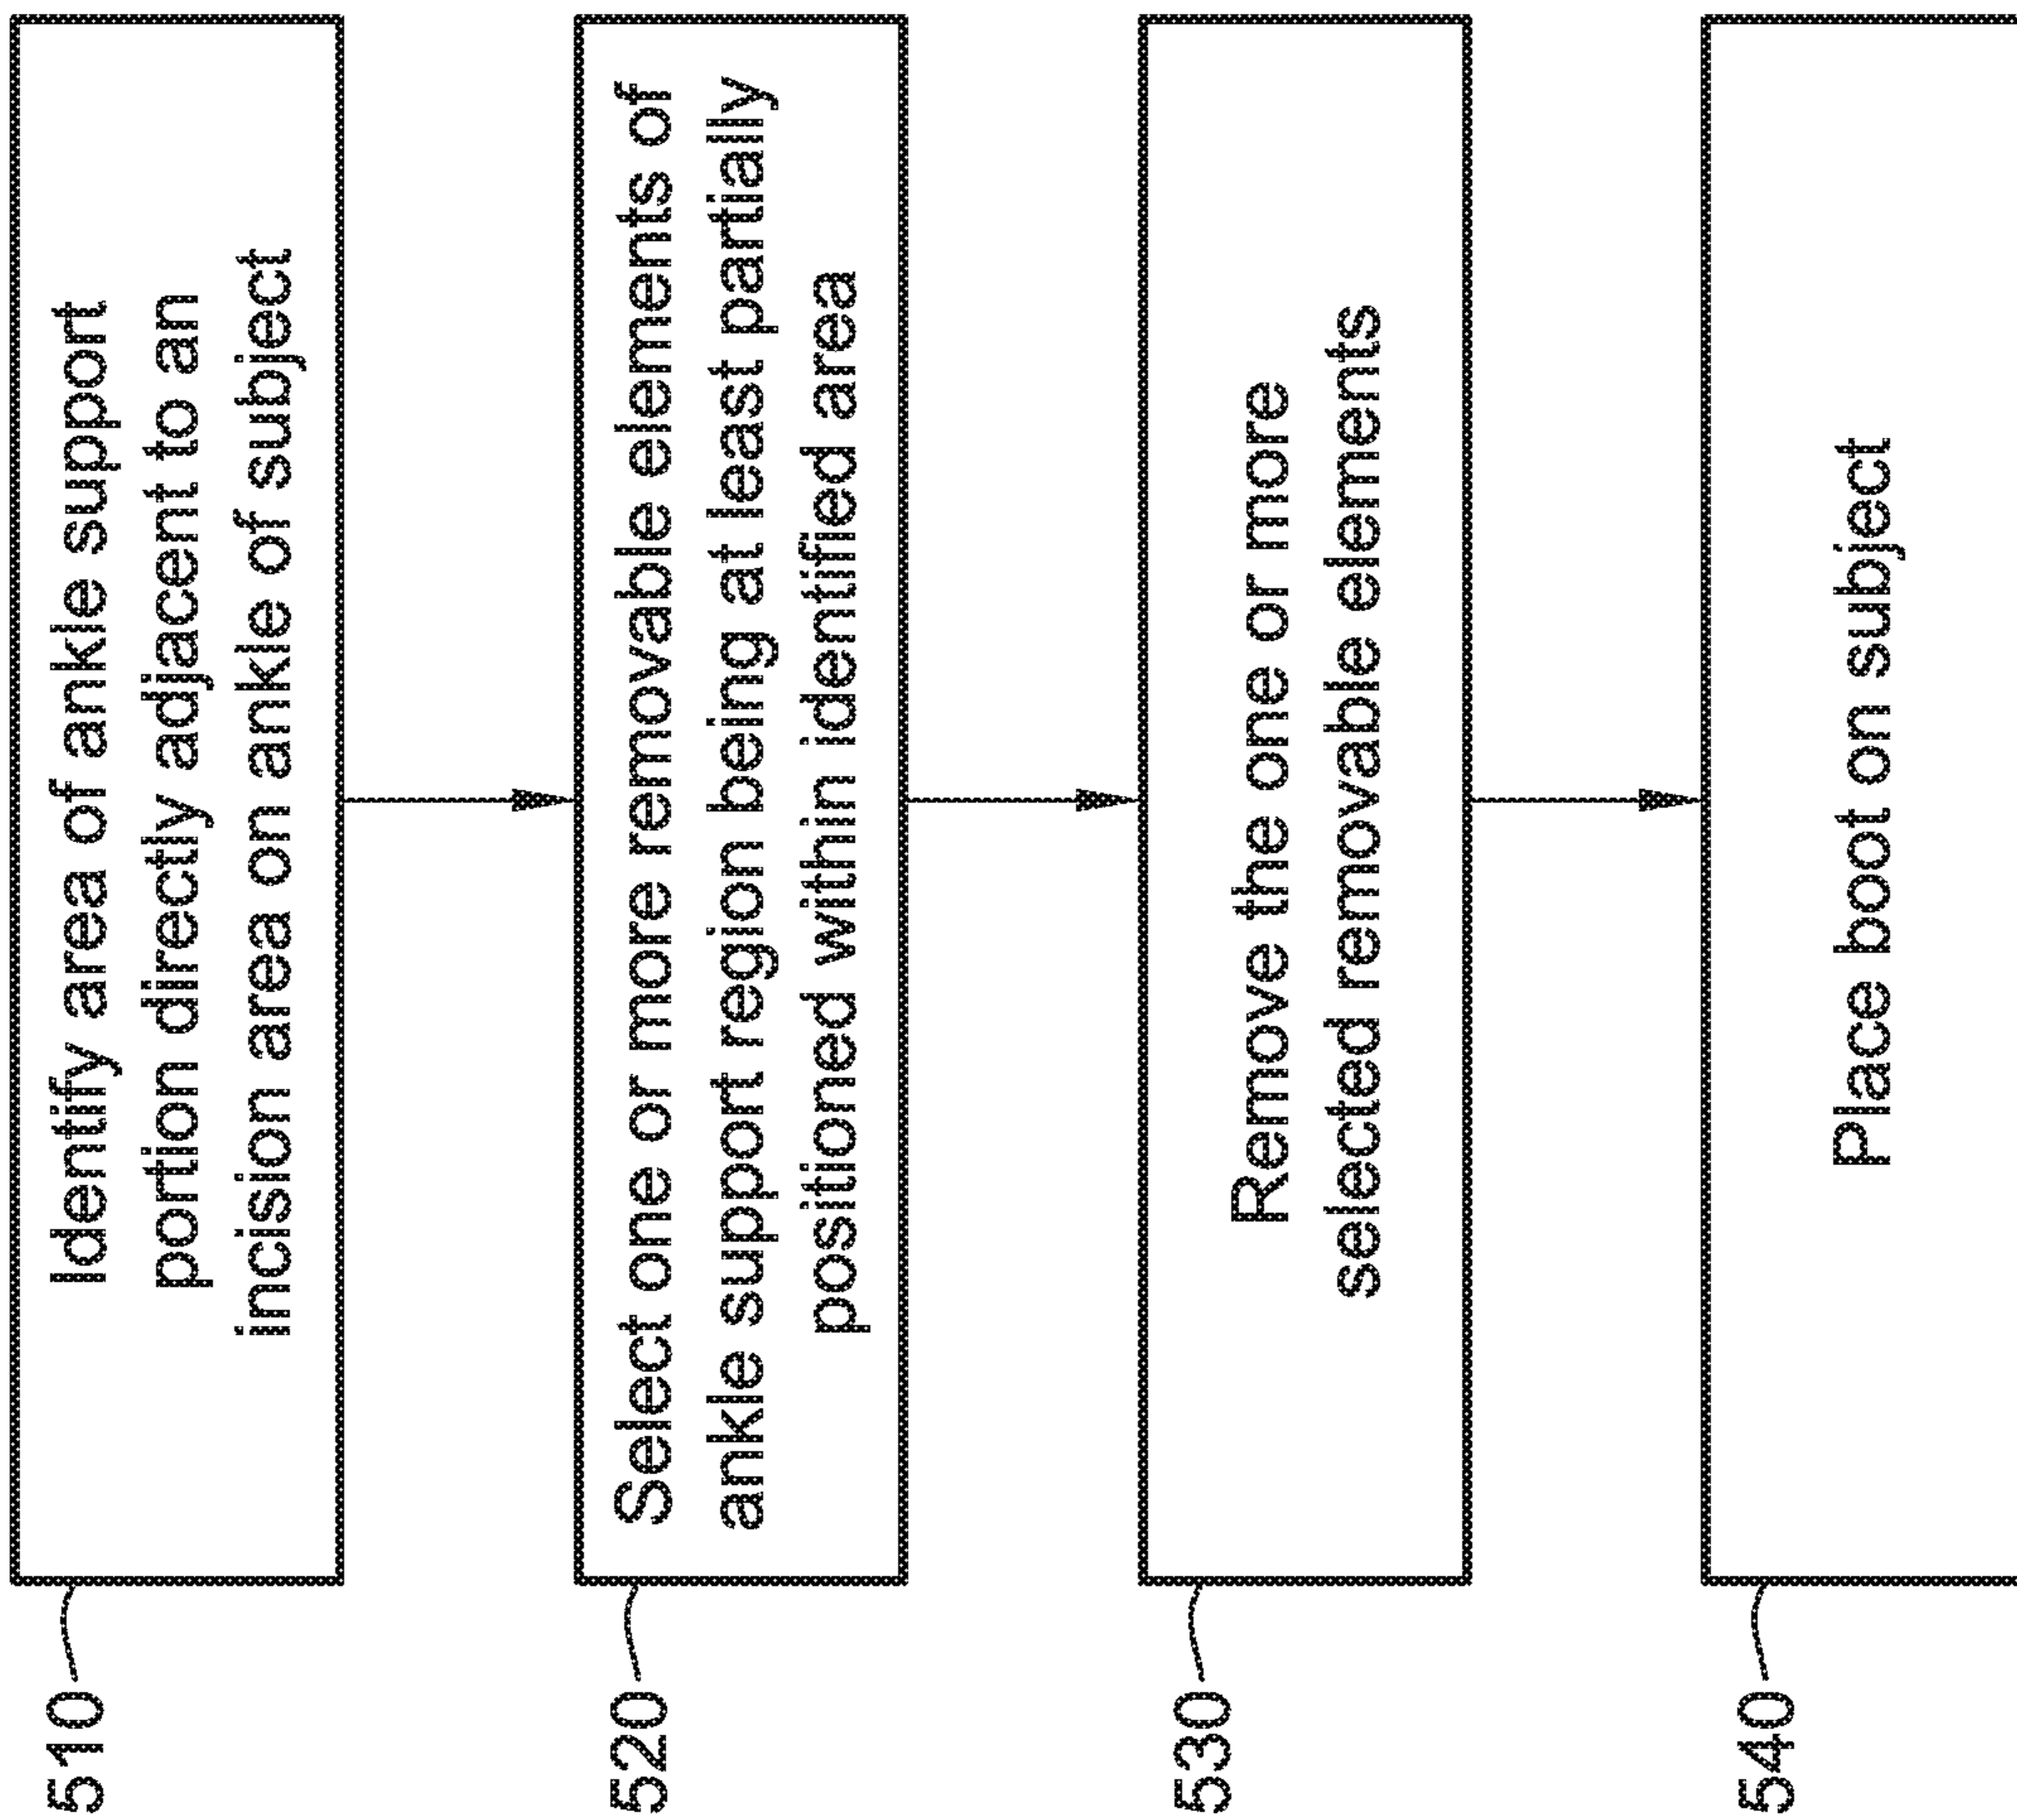 510
Identify area of ankle support
portion directly adjacent to an
incision area on ankle of subject
520
Select one or more removable elements of
ankle support region being at least partially
positioned within identified area
530
Remove the one or more
selected removable elements
540
Place boot on subject